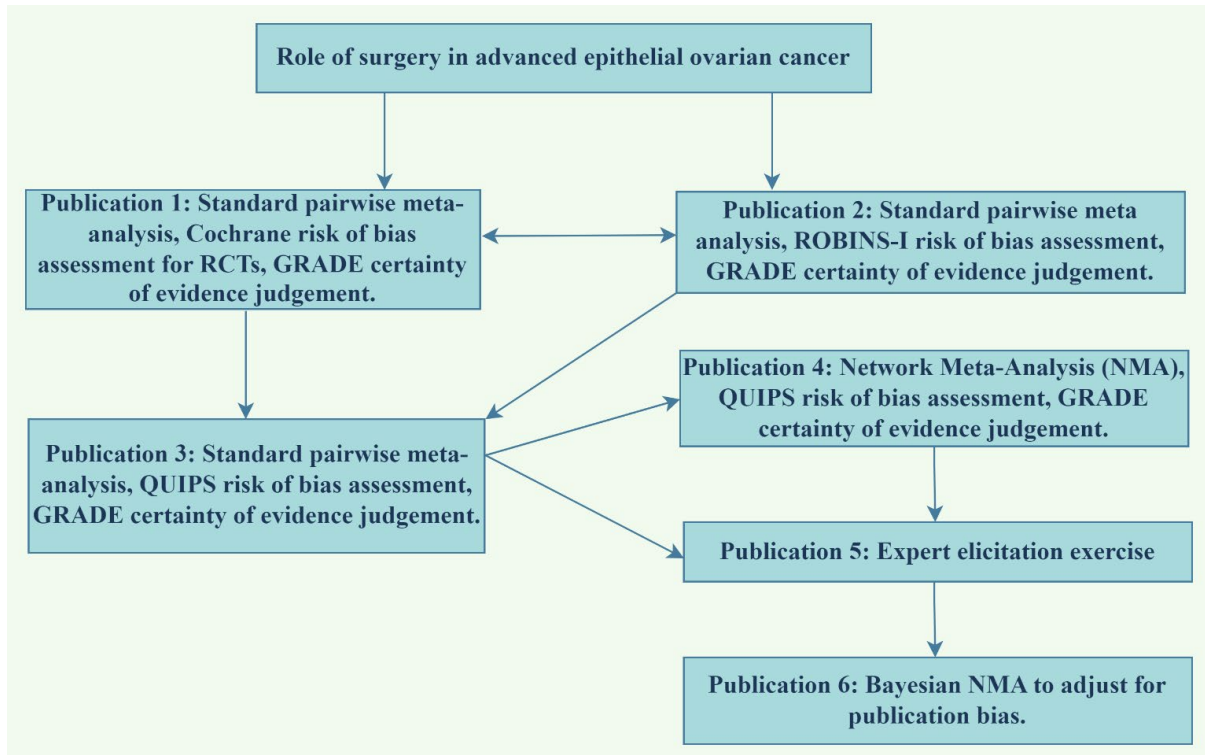 Role of surgery in advanced epithelial ovarian cancer
Publication 1: Standard pairwise meta-
analysis, Cochrane risk of bias
assessment for RCTs, GRADE certainty
of evidence judgement.
Publication 2: Standard pairwise meta
analysis, ROBINS-I risk of bias assessment,
GRADE certainty of evidence judgement.
Publication 3: Standard pairwise meta-
analysis, QUIPS risk of bias assessment,
GRADE certainty of evidence judgement.
Publication 4: Network Meta-Analysis (NMA),
QUIPS risk of bias assessment, GRADE
certainty of evidence judgement.
Publication 5: Expert elicitation exercise
Publication 6: Bayesian NMA to adjust for
publication bias.